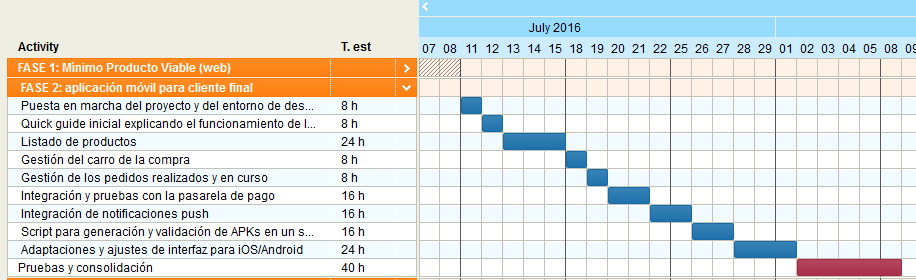 July 2016
Activity T. est 07 08 11 12 13 14 15 18 19 20 21 22 25 26 27 28 29 01 02 03 04 05 08 09
FASE 1: Mínimo Producto Viable (web)
FASE 2: aplicación móvil para cliente final
Puesta en marcha del proyecto y del entorno de des... 8 h
Quick guide inicial explicando el funcionamiento de l... 8 h
Listado de productos 24 h
Gestión del carro de la compra 8 h
Gestión de los pedidos realizados y en curso 8 h
Integración y pruebas con la pasarela de pago 16 h
Integración de notificaciones push 16 h
Script para generación y validación de APKs en un s... 16 h
Adaptaciones y ajustes de interfaz para iOS/Android 24 h
Pruebas y consolidación 40 h